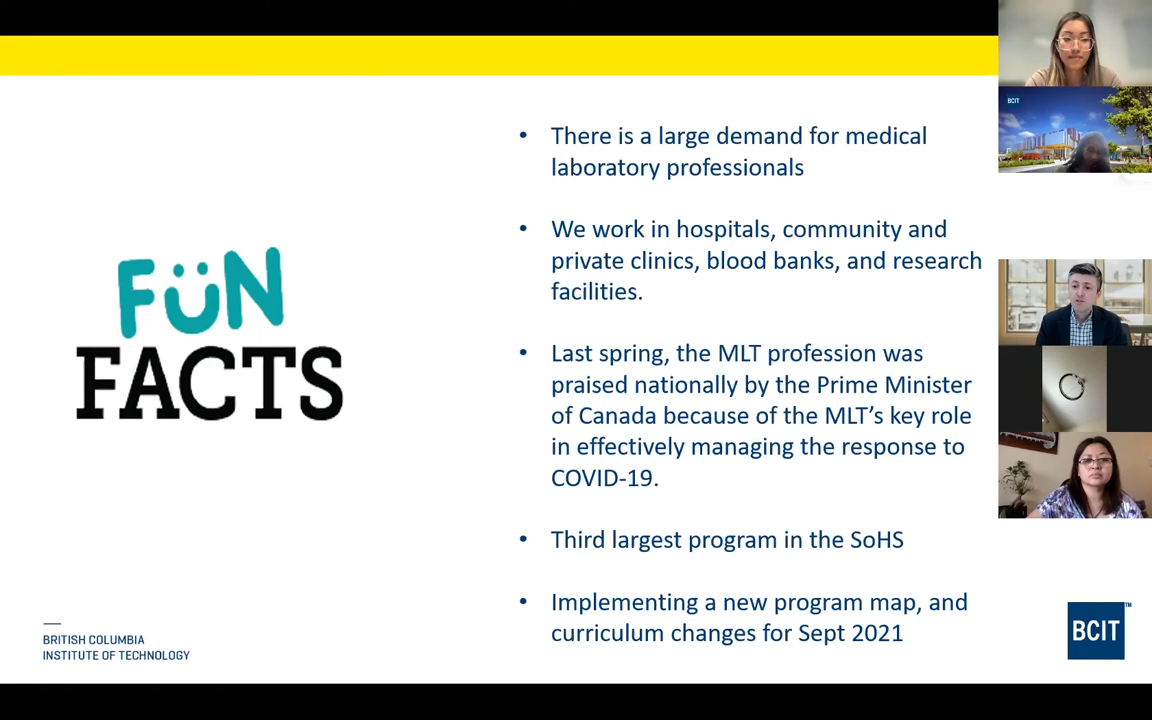 BCIT
FüN
FACTS
• There is a large demand for medical
laboratory professionals
• We work in hospitals, community and
private clinics, blood banks, and research
facilities.
• Last spring, the MLT profession was
praised nationally by the Prime Minister
of Canada because of the MLT’s key role
in effectively managing the response to
COVID-19.
• Third largest program in the SoHS
• Implementing a new program map, and
curriculum changes for Sept 2021
BRITISH COLUMBIA
INSTITUTE OF TECHNOLOGY
BCIT™